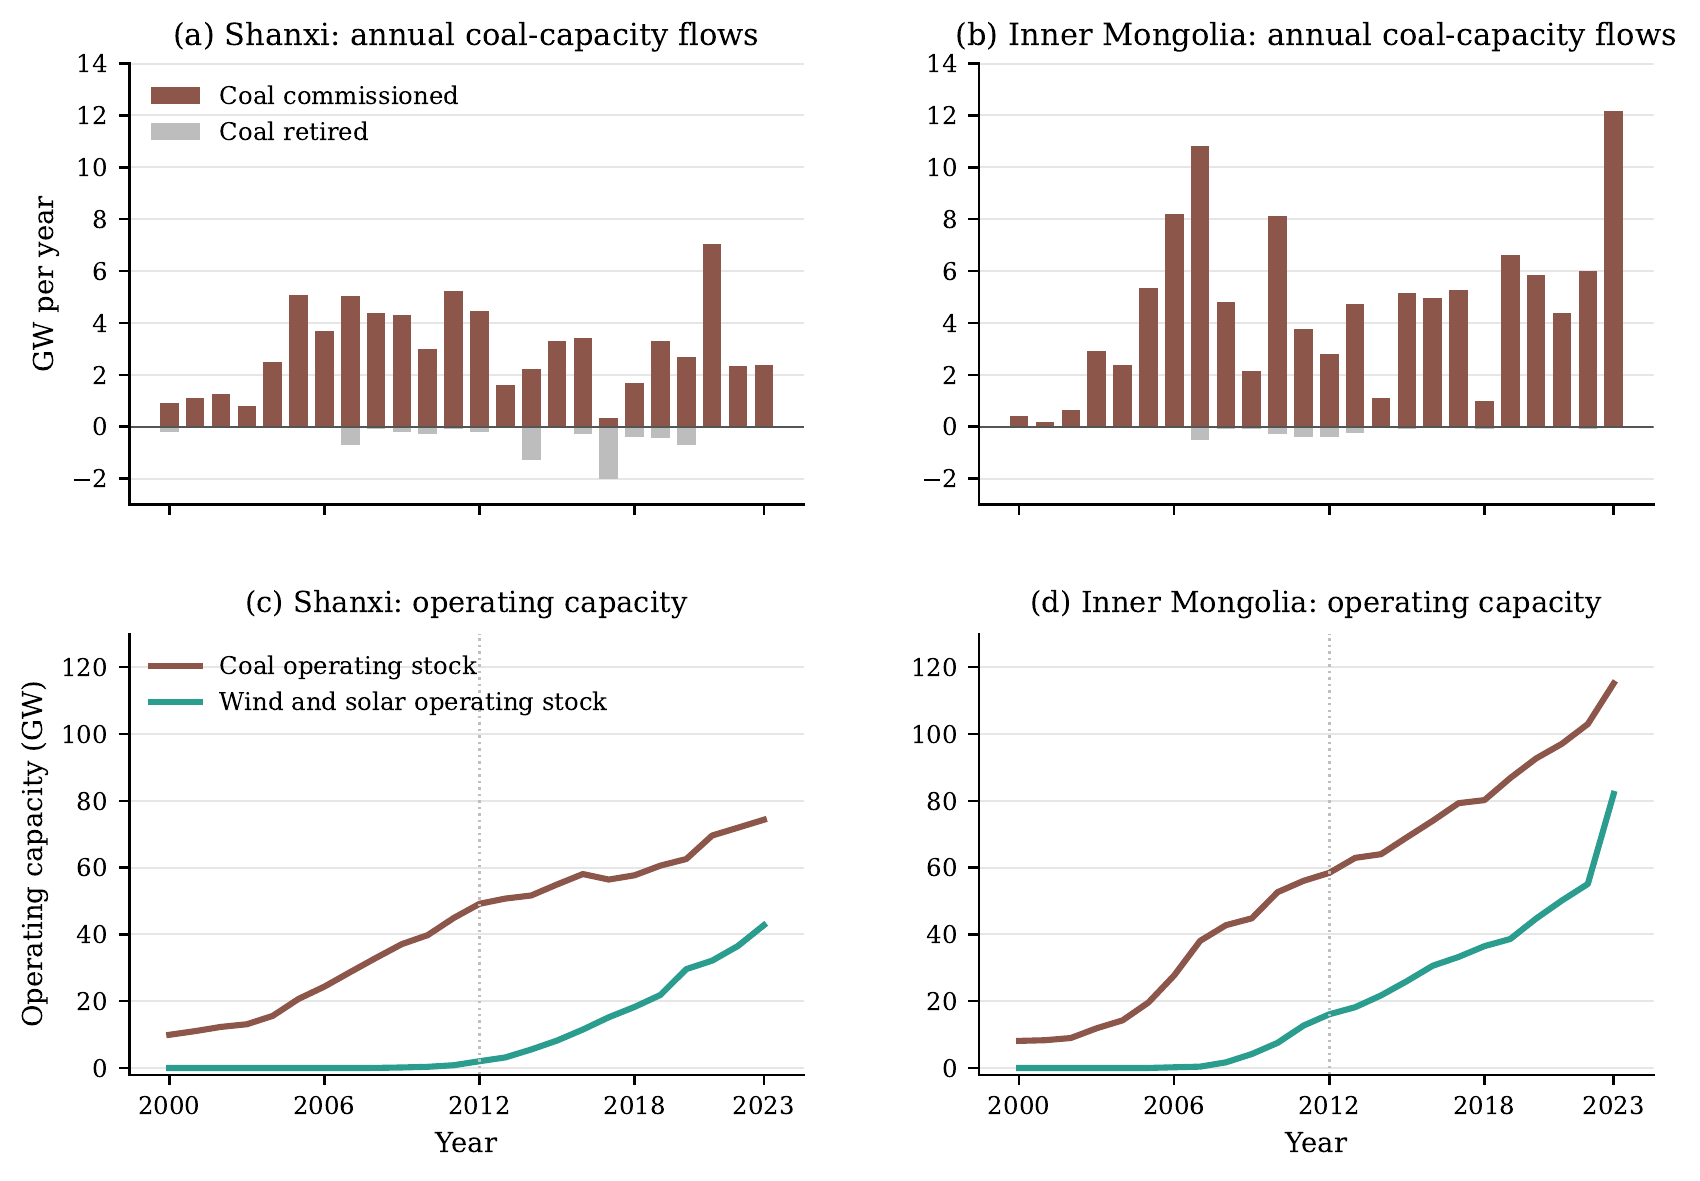 (a) Shanxi: annual coal-capacity flows
14
12
10
8
6
4
2
0
−2
GW per year
Coal commissioned
Coal retired
(b) Inner Mongolia: annual coal-capacity flows
14
12
10
8
6
4
2
0
−2
(c) Shanxi: operating capacity
120
100
80
60
40
20
0
Operating capacity (GW)
Coal operating stock
Wind and solar operating stock
2000 2006 2012 2018 2023
Year
(d) Inner Mongolia: operating capacity
120
100
80
60
40
20
0
2000 2006 2012 2018 2023
Year